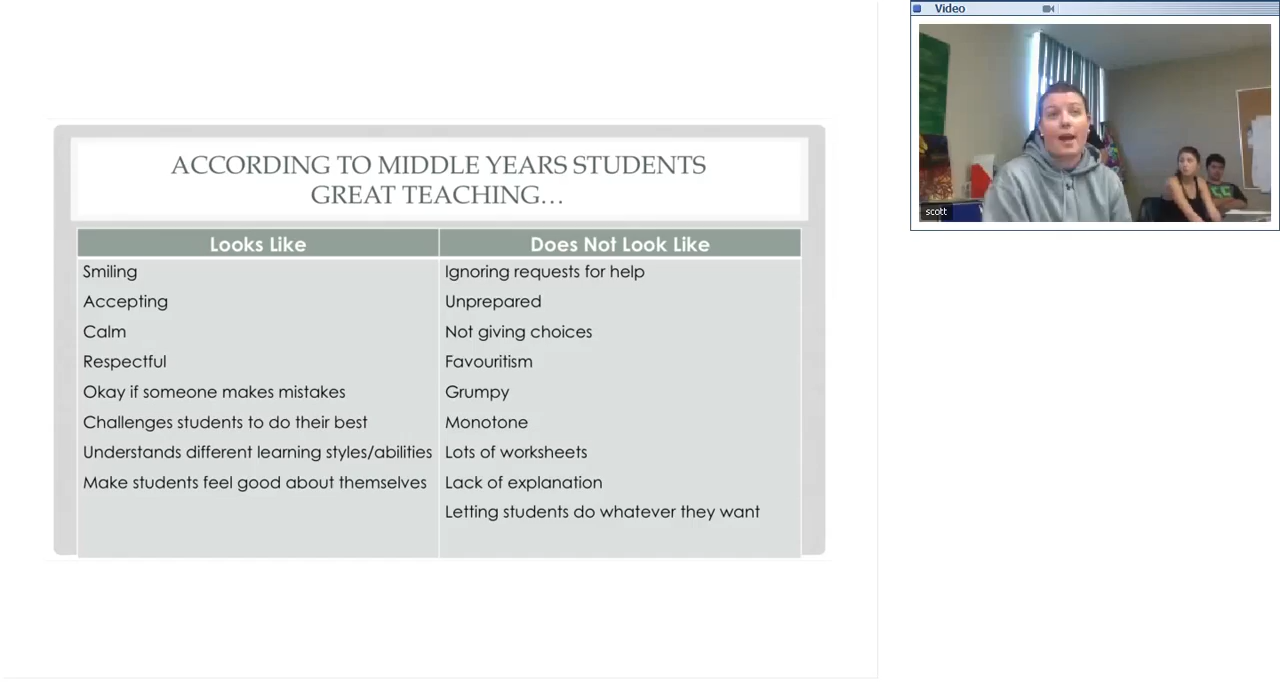 Video
scott
ACCORDING TO MIDDLE YEARS STUDENTS
GREAT TEACHING…
Looks Like
Does Not Look Like
Smiling
Ignoring requests for help
Accepting
Unprepared
Calm
Not giving choices
Respectful
Favouritism
Okay if someone makes mistakes
Grumpy
Challenges students to do their best
Monotone
Understands different learning styles/abilities
Lots of worksheets
Make students feel good about themselves
Lack of explanation
Letting students do whatever they want